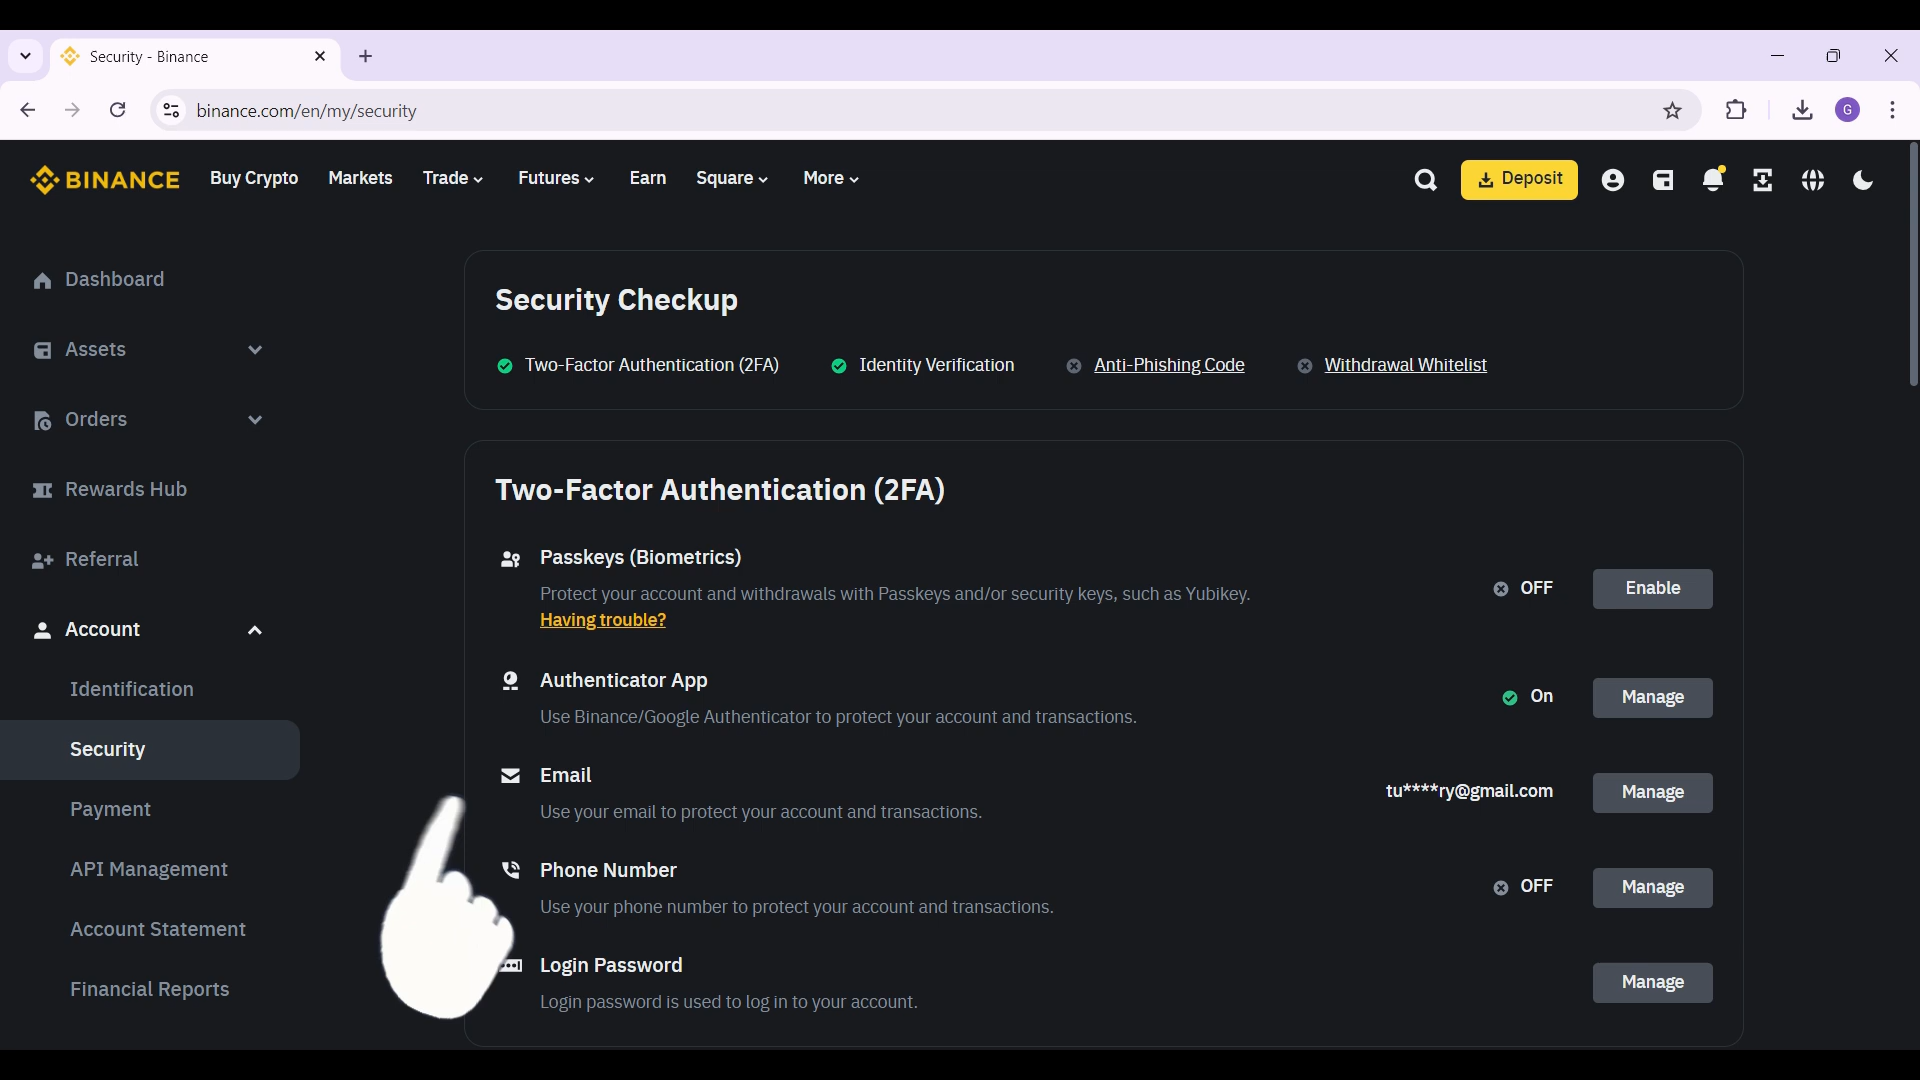 Security - Binance
binance.com/en/my/security
G
BINANCE
Buy Crypto Markets Trade Futures Earn Square More
Deposit
Dashboard
Assets
Orders
Rewards Hub
Referral
Account
Identification
Security
Payment
API Management
Account Statement
Financial Reports
Security Checkup
Two-Factor Authentication (2FA) Identity Verification Anti-Phishing Code Withdrawal Whitelist
Two-Factor Authentication (2FA)
Passkeys (Biometrics)
Protect your account and withdrawals with Passkeys and/or security keys, such as Yubikey.
Having trouble?
OFF Enable
Authenticator App
Use Binance/Google Authenticator to protect your account and transactions.
On Manage
Email
Use your email to protect your account and transactions.
tu****ry@gmail.com Manage
Phone Number
Use your phone number to protect your account and transactions.
OFF Manage
Login Password
Login password is used to log in to your account.
Manage